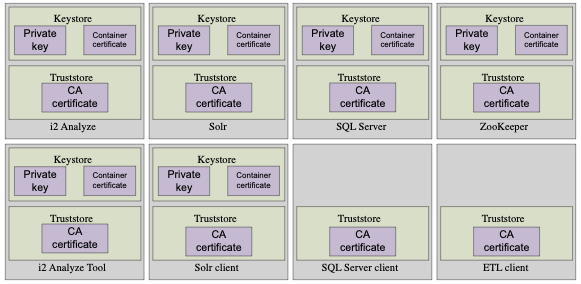 Keystore
Private key
Container certificate
Truststore
CA certificate
i2 Analyze
Keystore
Private key
Container certificate
Truststore
CA certificate
Solr
Keystore
Private key
Container certificate
Truststore
CA certificate
SQL Server
Keystore
Private key
Container certificate
Truststore
CA certificate
ZooKeeper
Keystore
Private key
Container certificate
Truststore
CA certificate
i2 Analyze Tool
Keystore
Private key
Container certificate
Truststore
CA certificate
Solr client
Truststore
CA certificate
SQL Server client
Truststore
CA certificate
ETL client